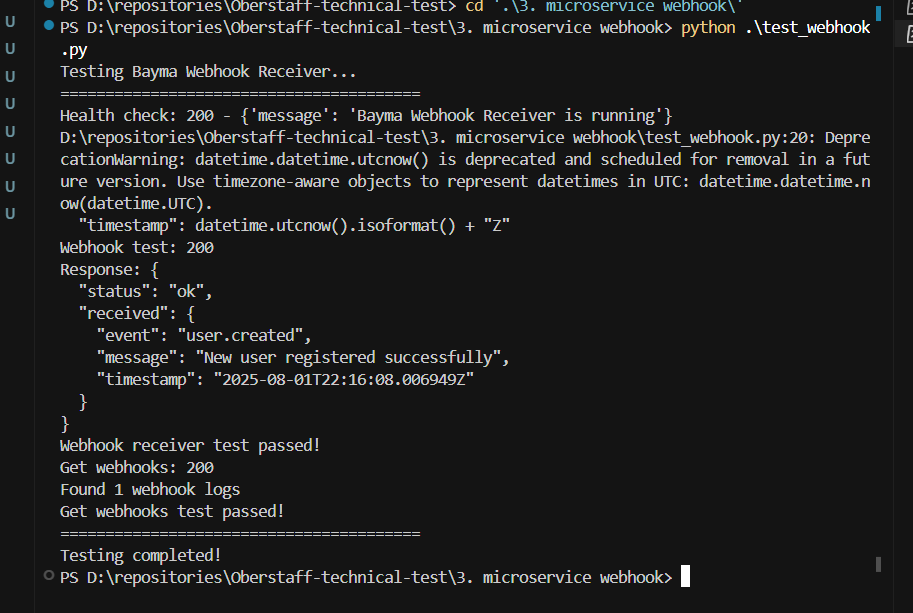 U
U
U
U
U
U
U
U
PS D:\repositories\Oberstaff-technical-test> cd '.\3. microservice webhook\'
PS D:\repositories\Oberstaff-technical-test\3. microservice webhook> python .\test_webhook
.py
Testing Bayma Webhook Receiver...
========================================
Health check: 200 - {'message': 'Bayma Webhook Receiver is running'}
D:\repositories\Oberstaff-technical-test\3. microservice webhook\test_webhook.py:20: Depre
cationWarning: datetime.datetime.utcnow() is deprecated and scheduled for removal in a fut
ure version. Use timezone-aware objects to represent datetimes in UTC: datetime.datetime.n
ow(datetime.UTC).
  "timestamp": datetime.utcnow().isoformat() + "Z"
Webhook test: 200
Response: {
  "status": "ok",
  "received": {
    "event": "user.created",
    "message": "New user registered successfully",
    "timestamp": "2025-08-01T22:16:08.006949Z"
  }
}
Webhook receiver test passed!
Get webhooks: 200
Found 1 webhook logs
Get webhooks test passed!
========================================
Testing completed!
PS D:\repositories\Oberstaff-technical-test\3. microservice webhook>